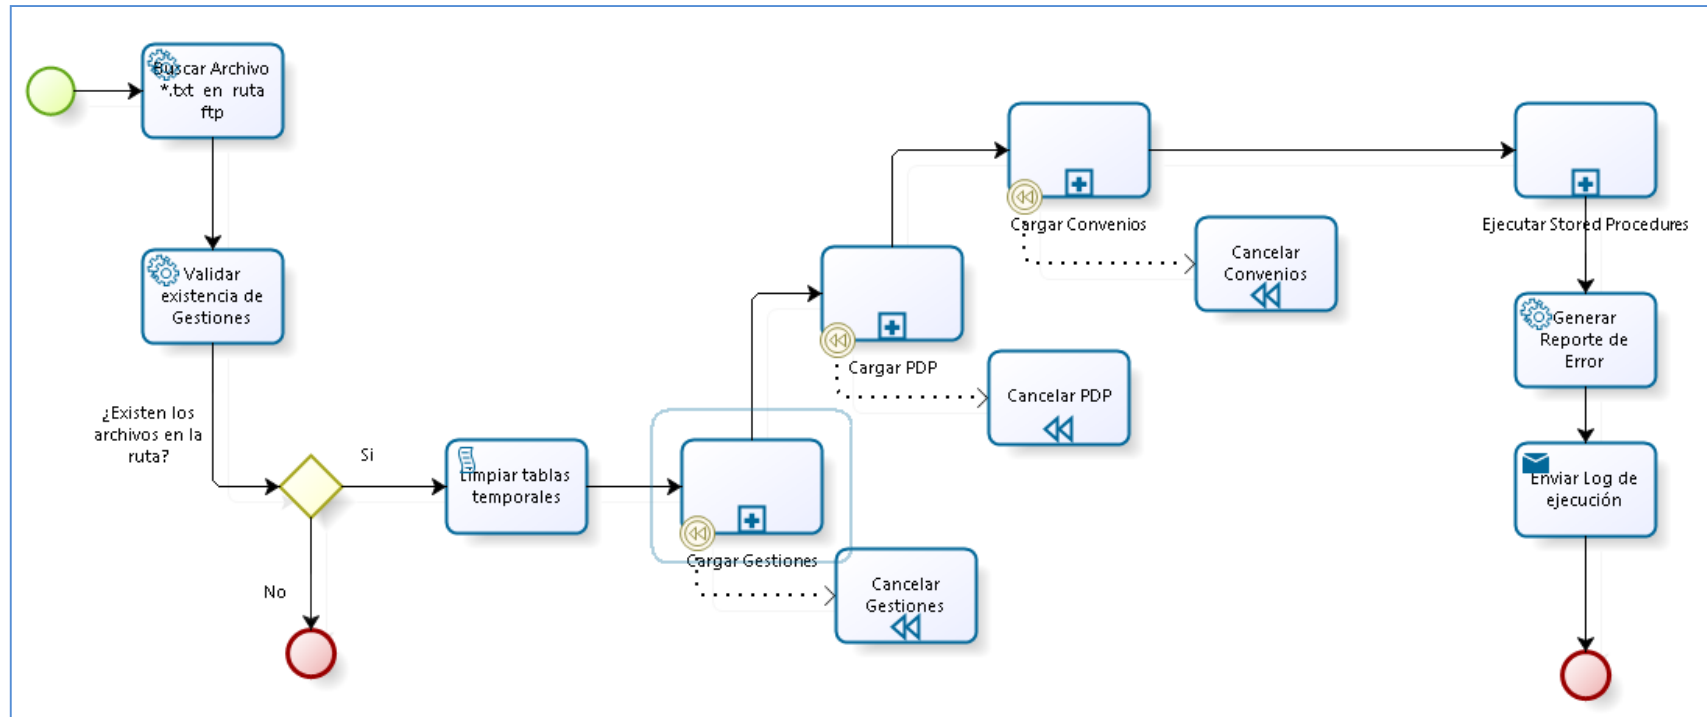 Buscar Archivo
*.txt en ruta
ftp
Validar
existencia de
Gestiones
¿Existen los
archivos en la
ruta?
Si
No
Limpiar tablas
temporales
Cargar Gestiones
Cancelar
Gestiones
Cargar PDP
Cancelar PDP
Cargar Convenios
Cancelar
Convenios
Ejecutar Stored Procedures
Generar
Reporte de
Error
Enviar Log de
ejecución